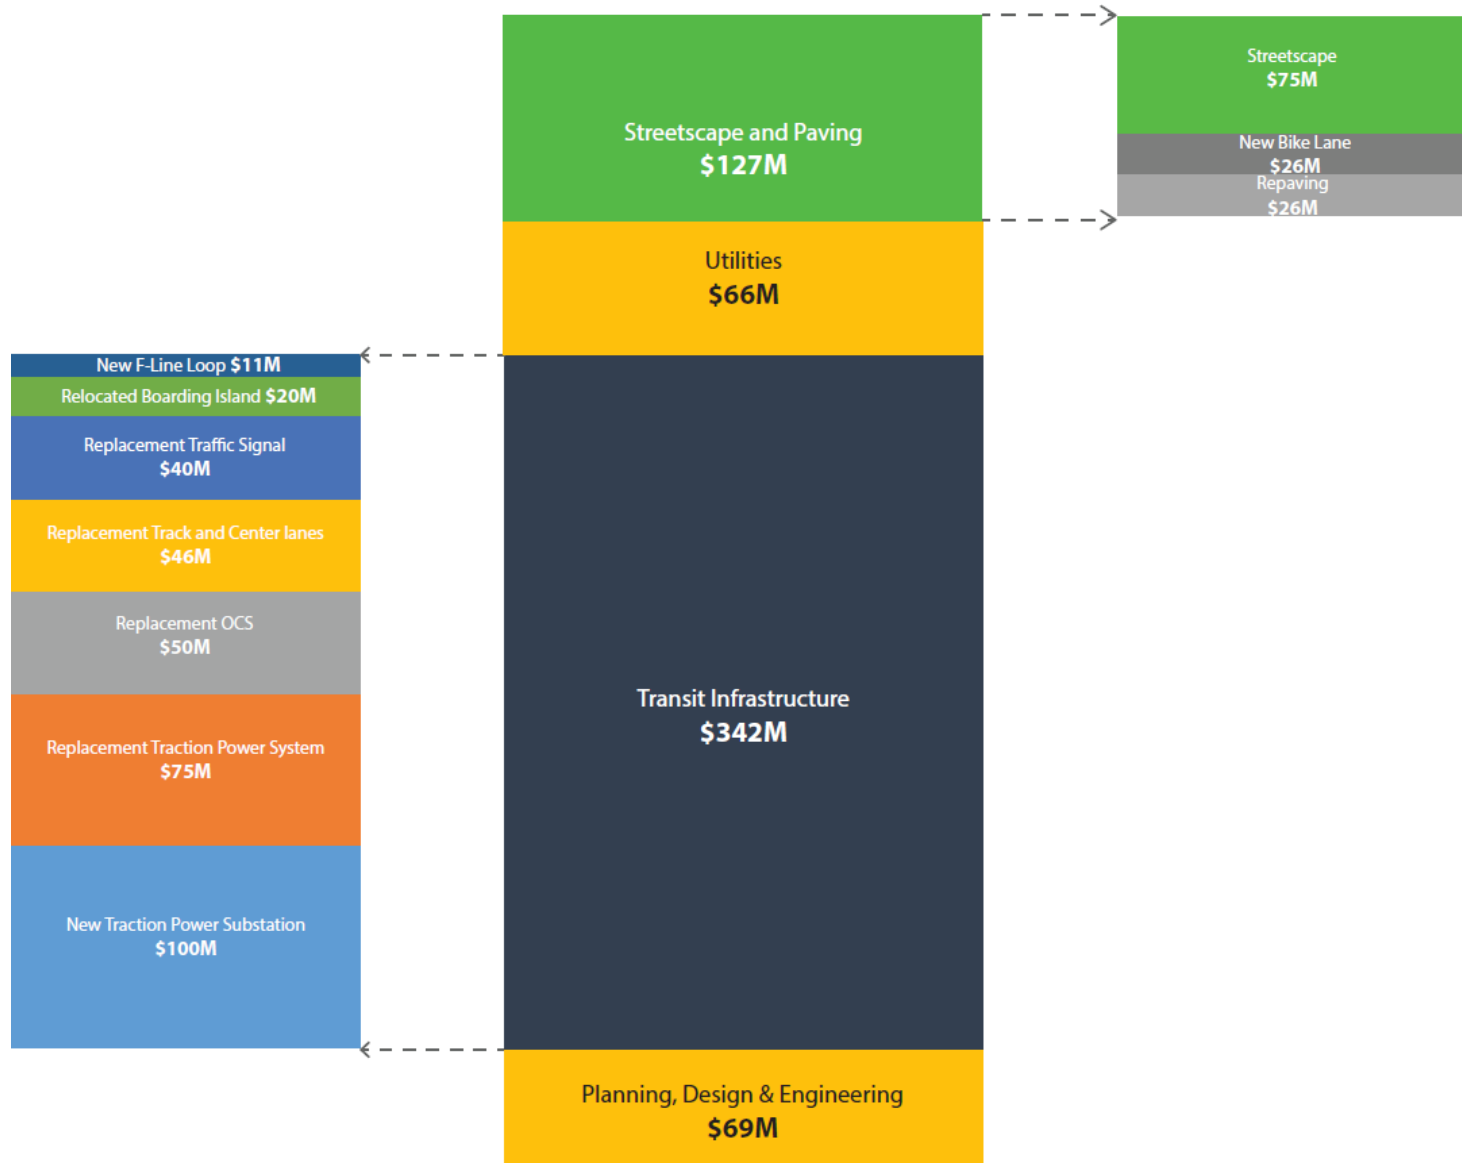 Streetscape and Paving
$127M
Utilities
$66M
Transit Infrastructure
$342M
Planning, Design & Engineering
$69M
Streetscape
$75M
New Bike Lane
$26M
Repaving
$26M
New F-Line Loop $11M
Relocated Boarding Island $20M
Replacement Traffic Signal
$40M
Replacement Track and Center lanes
$46M
Replacement OCS
$50M
Replacement Traction Power System
$75M
New Traction Power Substation
$100M